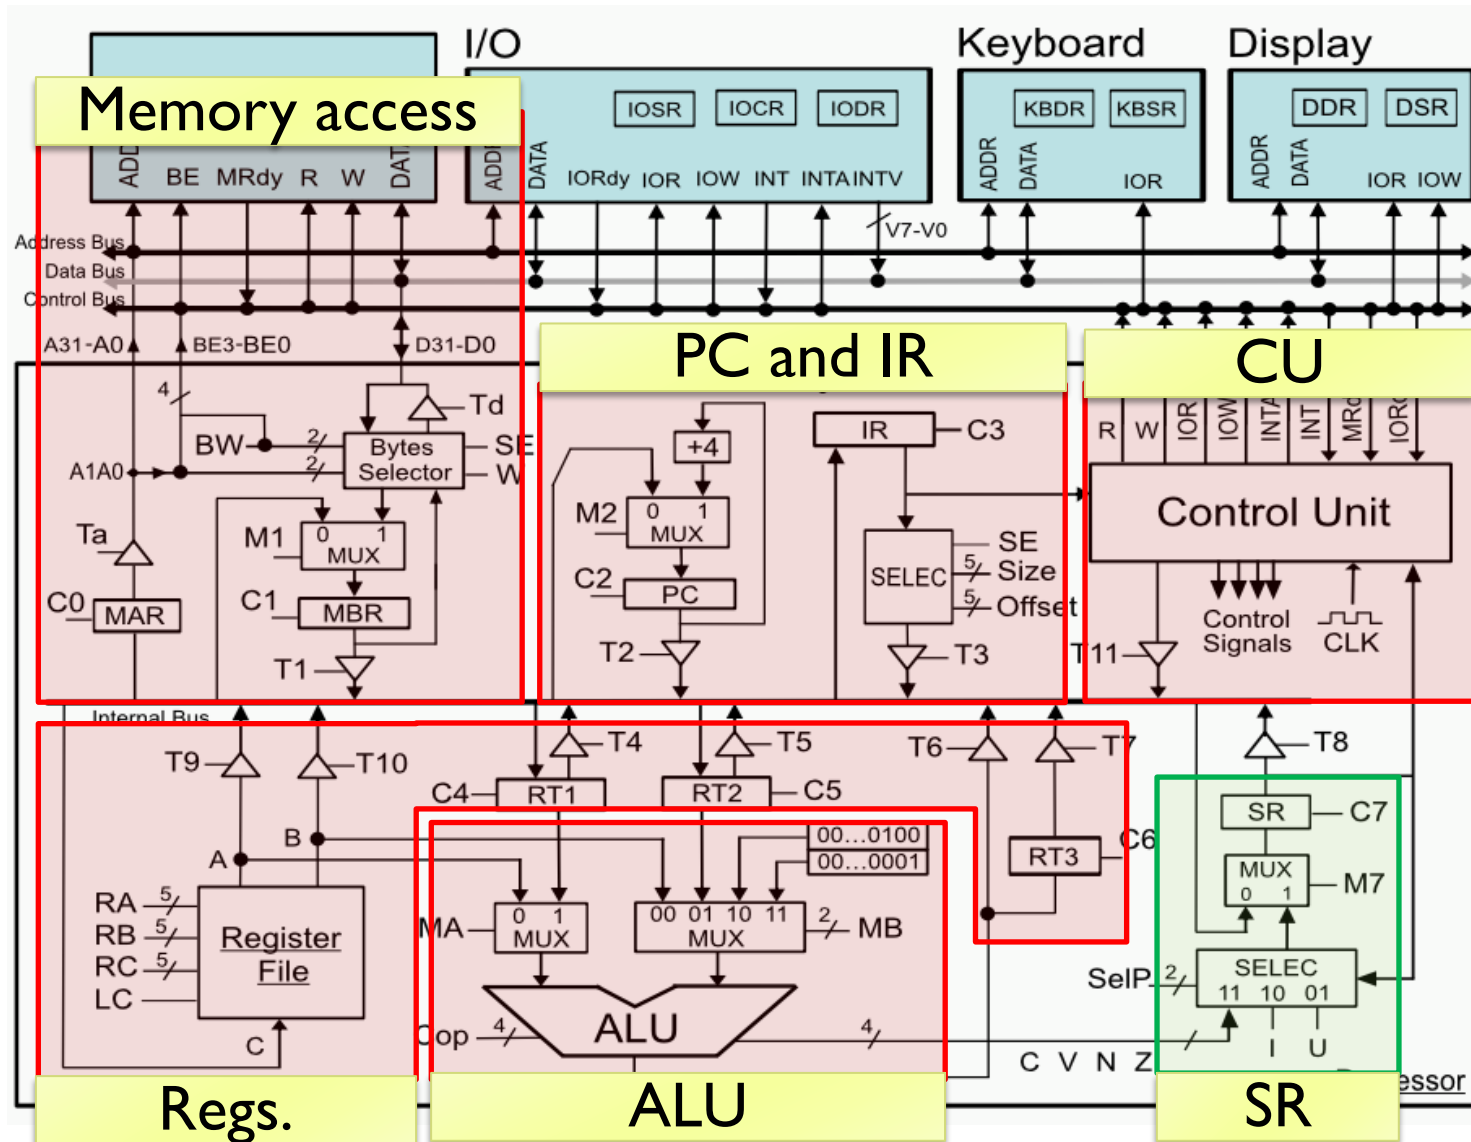 I/O Keyboard Display
Memory access
IOSR IOCR IODR KBDR KBSR DDR DSR
ADD BE MRdy R W DATA
ADDR DATA IORdy IOR IOW INT INTA INTV
ADDR DATA IOR
ADDR DATA IOR IOW
V7-V0
Address Bus
Data Bus
Control Bus
A31-A0 BE3-BE0 D31-D0
PC and IR
CU
4 Td
BW 2 Bytes Selector SE
A1A0 2 W
M1 0 1 MUX
Ta
C0 MAR
C1 MBR
T1
+4
M2 0 1 MUX
C2 PC
T2
IR C3
SELEC SE
5 Size
5 Offset
T3
R W IOR IOW INTA INT MRd IORd
Control Unit
Control Signals
CLK
T11
Internal Bus
T9 T10 T4 T5 T6 T7 T8
C4 RT1 RT2 C5
SR C7
00...0100
00...0001
RT3 C6
MUX
0 1 M7
A B
RA 5
RB 5
RC 5
LC
Register
File
C
MA 0 1 MUX
00 01 10 11 MUX 2 MB
SelP 2 SELEC
11 10 01
I U
Cop 4 ALU 4
C V N Z
essor
Regs.
ALU
SR